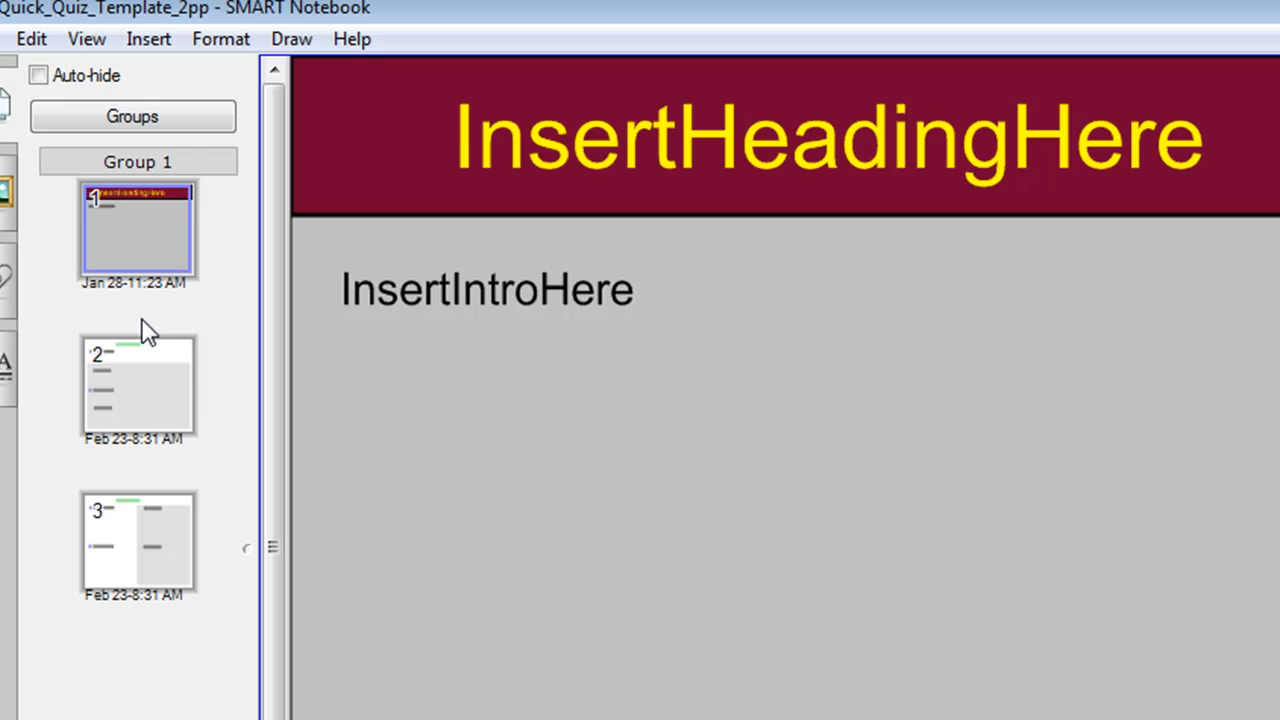 Quick_Quiz_Template_2pp - SMART Notebook
Edit View Insert Format Draw Help
Auto-hide
Groups
Group 1
1
Jan 28-11:23 AM
2
Feb 23-8:31 AM
3
Feb 23-8:31 AM
InsertHeadingHere
InsertIntroHere